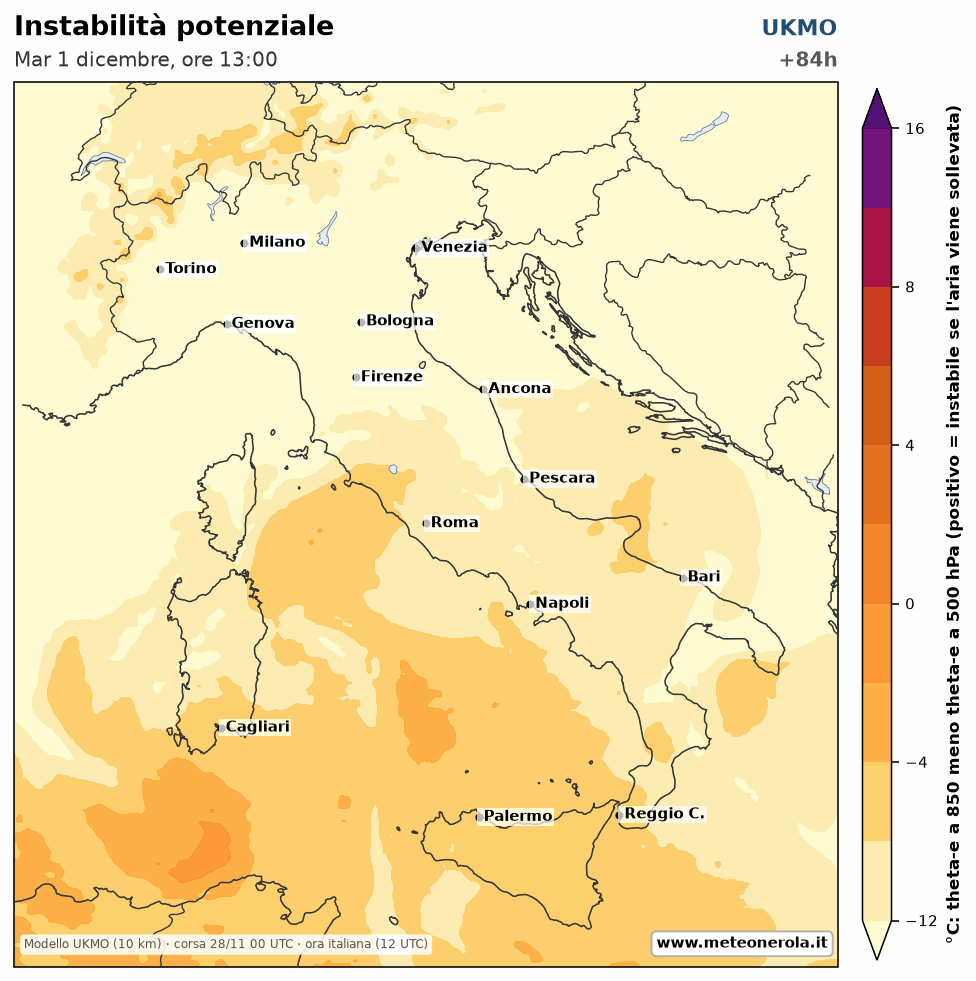 Instabilità potenziale
UKMO
Mar 1 dicembre, ore 13:00
+84h
16
8
4
0
−4
−12
°C: theta-e a 850 meno theta-e a 500 hPa (positivo = instabile se l'aria viene sollevata)
Milano
Venezia
Torino
Genova
Bologna
Firenze
Ancona
Pescara
Roma
Bari
Napoli
Cagliari
Palermo
Reggio C.
Modello UKMO (10 km) · corsa 28/11 00 UTC · ora italiana (12 UTC)
www.meteonerola.it